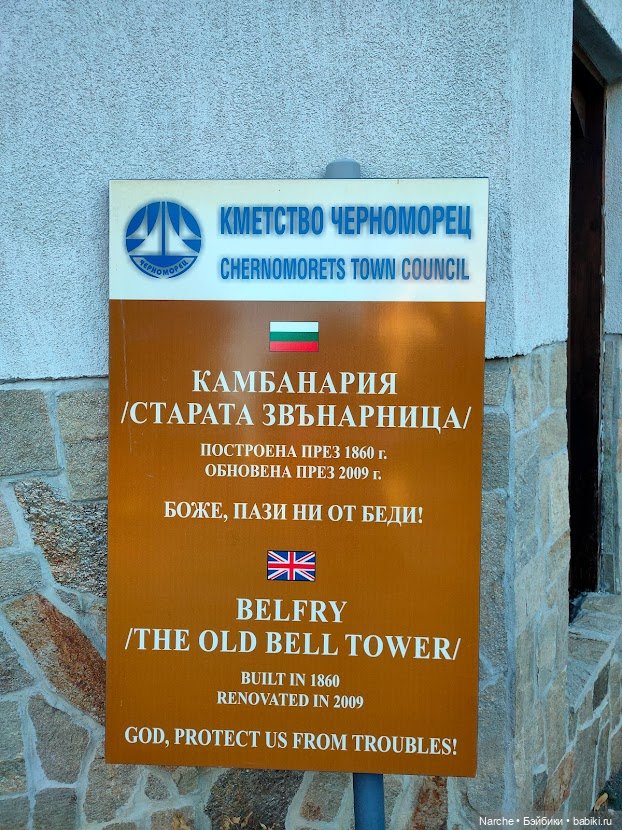 КМЕТСТВО ЧЕРНОМОРЕЦ
ЧЕРНОМОРЕЦ
CHERNOMORETS TOWN COUNCIL
КАМБАНАРИЯ
/СТАРАТА ЗВЪНАРНИЦА/
ПОСТРОЕНА ПРЕЗ 1860 г.
ОБНОВЕНА ПРЕЗ 2009 г.
БОЖЕ, ПАЗИ НИ ОТ БЕДИ!
BELFRY
/THE OLD BELL TOWER/
BUILT IN 1860
RENOVATED IN 2009
GOD, PROTECT US FROM TROUBLES!
Narche • Бэйбики • babiki.ru